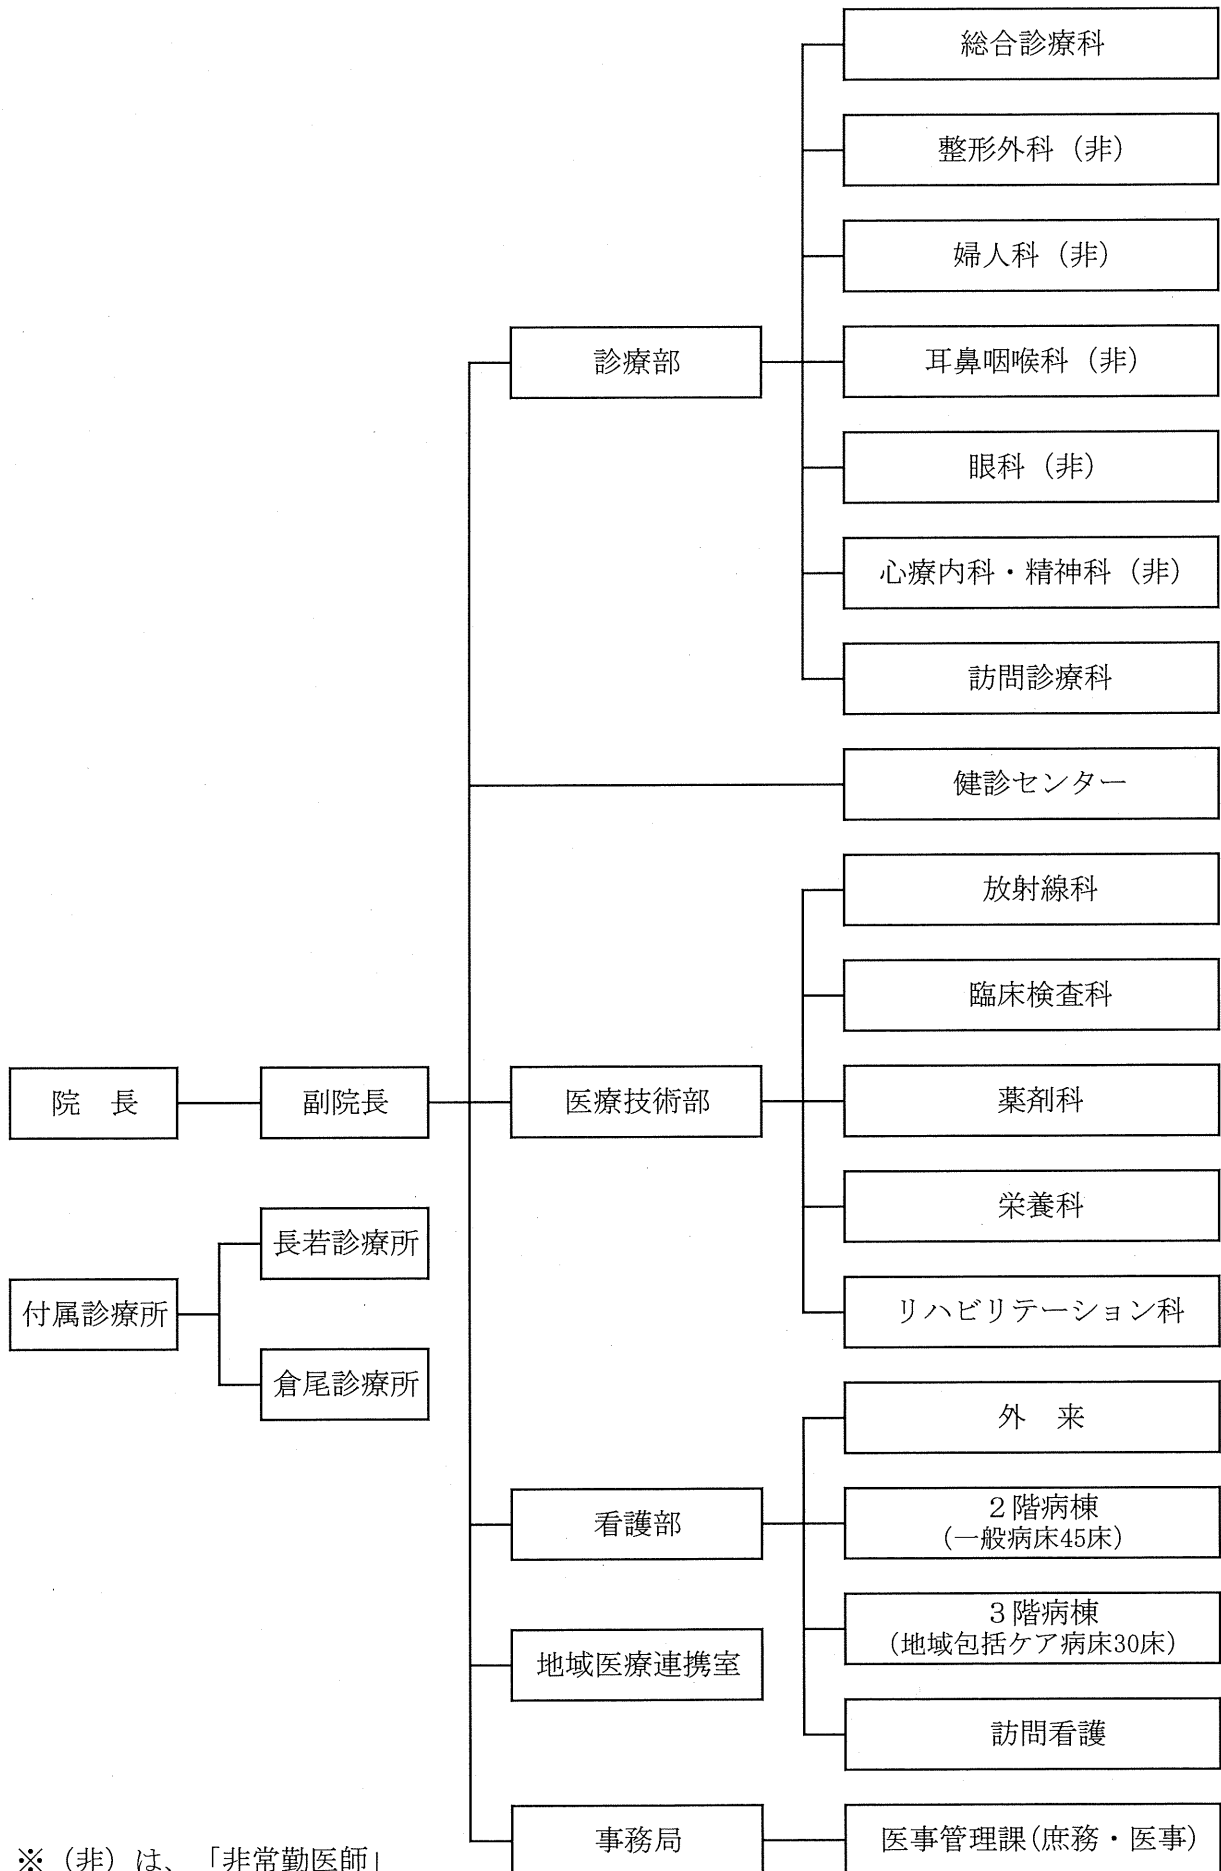 総合診療科
整形外科（非）
婦人科（非）
診療部
耳鼻咽喉科（非）
眼科（非）
心療内科・精神科（非）
訪問診療科
健診センター
放射線科
臨床検査科
院　長
副院長
医療技術部
薬剤科
栄養科
長若診療所
付属診療所
リハビリテーション科
倉尾診療所
外　来
看護部
２階病棟
（一般病床45床）
３階病棟
（地域包括ケア病床30床）
地域医療連携室
訪問看護
事務局
医事管理課（庶務・医事）
※（非）は、「非常勤医師」